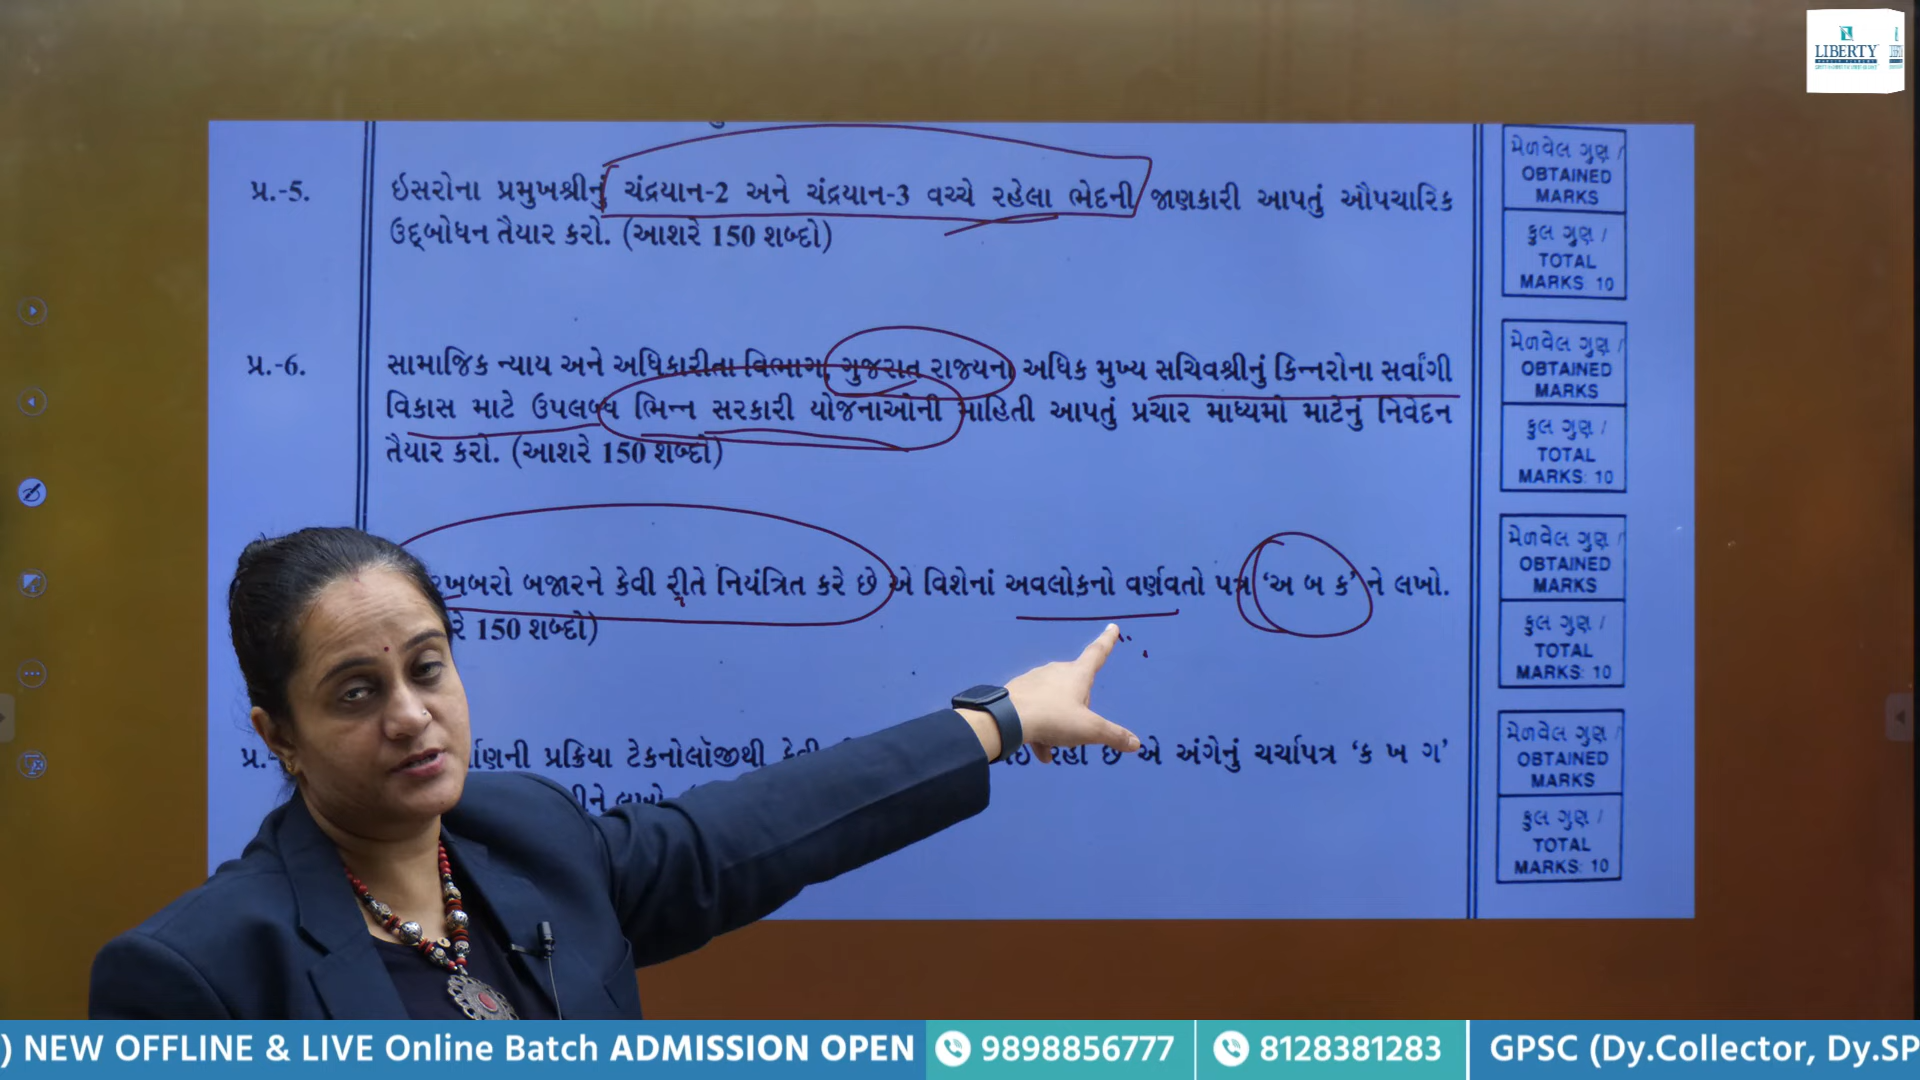 LIBERTY
પ્ર.-5.
ઇસરોના પ્રમુખશ્રીનું ચંદ્રયાન-2 અને ચંદ્રયાન-3 વચ્ચે રહેલા ભેદની જાણકારી આપતું ઔપચારિક
ઉદ્બોધન તૈયાર કરો. (આશરે 150 શબ્દો)
મેળવેલ ગુણ /
OBTAINED
MARKS
કુલ ગુણ /
TOTAL
MARKS: 10
પ્ર.-6.
સામાજિક ન્યાય અને અધિકારીતા વિભાગ, ગુજરાત રાજ્યના અધિક મુખ્ય સચિવશ્રીનું કિન્નરોના સર્વાંગી
વિકાસ માટે ઉપલબ્ધ ભિન્ન સરકારી યોજનાઓની માહિતી આપતું પ્રચાર માધ્યમો માટેનું નિવેદન
તૈયાર કરો. (આશરે 150 શબ્દો)
મેળવેલ ગુણ /
OBTAINED
MARKS
કુલ ગુણ /
TOTAL
MARKS: 10
ખબરો બજારને કેવી રીતે નિયંત્રિત કરે છે એ વિશેનાં અવલોકનો વર્ણવતો પત્ર ‘અ બ ક’ ને લખો.
150 શબ્દો)
મેળવેલ ગુણ /
OBTAINED
MARKS
કુલ ગુણ /
TOTAL
MARKS: 10
પ્ર.-
પ્રક્રિયા ટેકનોલૉજીથી છે એ અંગેનું ચર્ચાપત્ર ‘ક ખ ગ’
મેળવેલ ગુણ /
OBTAINED
MARKS
કુલ ગુણ /
TOTAL
MARKS: 10
) NEW OFFLINE & LIVE Online Batch ADMISSION OPEN 9898856777 8128381283 GPSC (Dy.Collector, Dy.SP